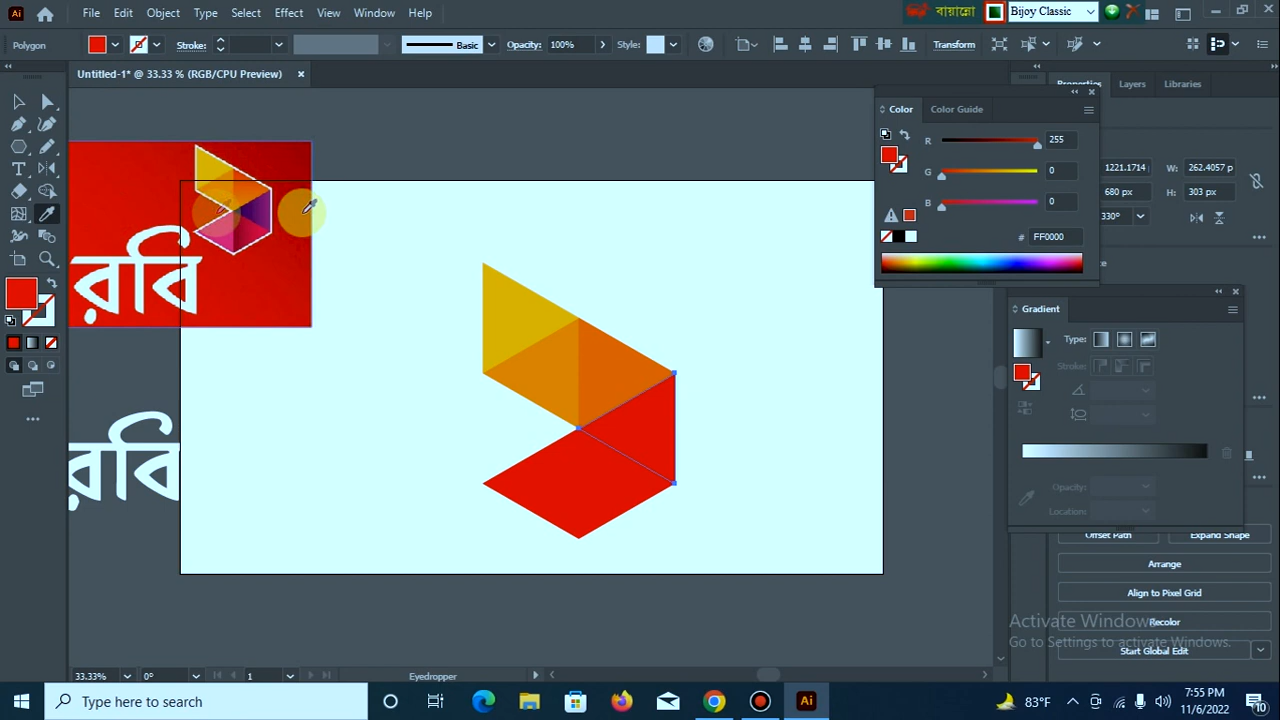 Ai File Edit Object Type Select Effect View Window Help বায়ান্নো Bijoy Classic
Polygon Stroke: Basic Opacity: 100% Style: Transform
Untitled-1* @ 33.33 % (RGB/CPU Preview)
Properties Layers Libraries
Color Color Guide
R 255
G 0
B 0
# FF0000
1221.1714 W: 262.4057 p
680 px H: 303 px
330°
রবি
রবি
Gradient
Type:
Stroke:
Opacity:
Location:
Offset Path Expand Shape
Arrange
Align to Pixel Grid
Recolor
Start Global Edit
Activate Windows
Go to Settings to activate Windows.
33.33% 0° 1 Eyedropper
Type here to search
Ai
83°F
7:55 PM
11/6/2022
10